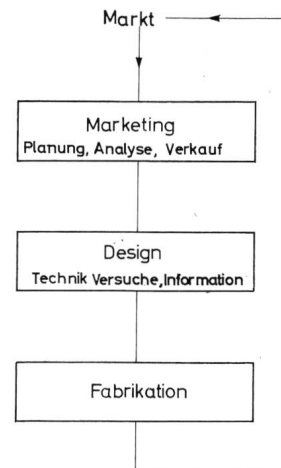 Markt
Marketing
Planung, Analyse, Verkauf
Design
Technik Versuche, Information
Fabrikation